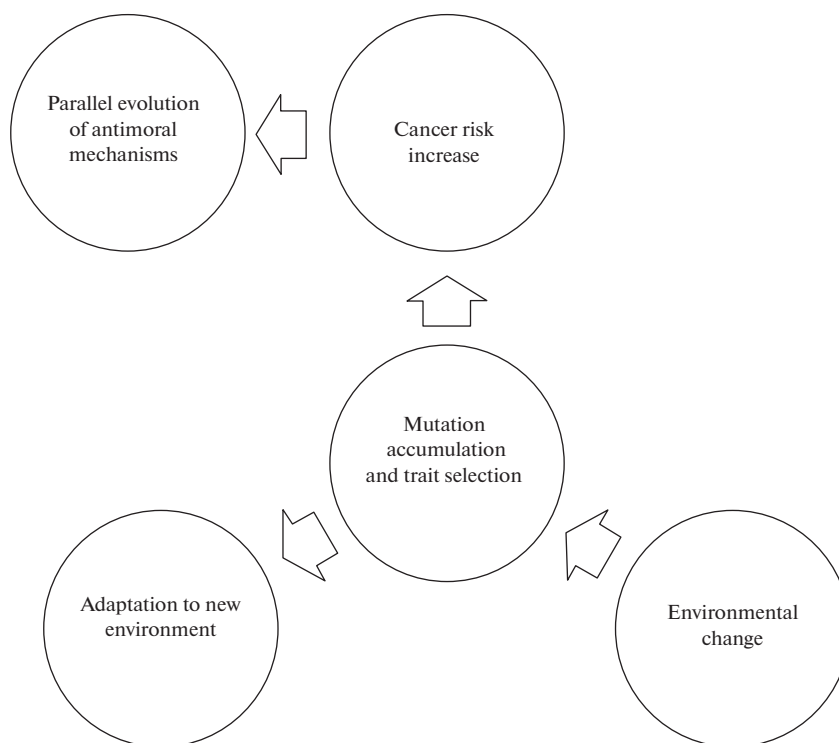 Parallel evolution
of antimoral
mechanisms
Cancer risk
increase
Mutation
accumulation
and trait selection
Adaptation to new
environment
Environmental
change